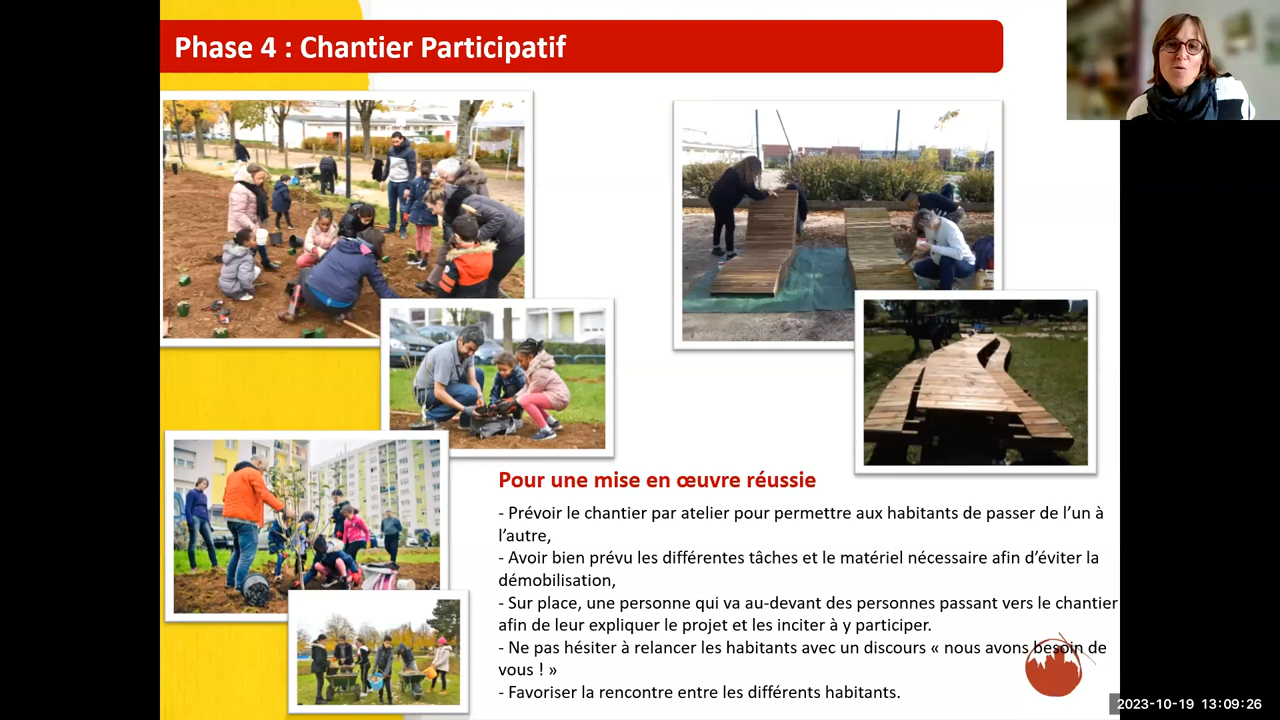 Phase 4 : Chantier Participatif
Pour une mise en œuvre réussie
- Prévoir le chantier par atelier pour permettre aux habitants de passer de l’un à
l’autre,
- Avoir bien prévu les différentes tâches et le matériel nécessaire afin d’éviter la
démobilisation,
- Sur place, une personne qui va au-devant des personnes passant vers le chantier
afin de leur expliquer le projet et les inciter à y participer.
- Ne pas hésiter à relancer les habitants avec un discours « nous avons besoin de
vous ! »
- Favoriser la rencontre entre les différents habitants.
2023-10-19 13:09:26